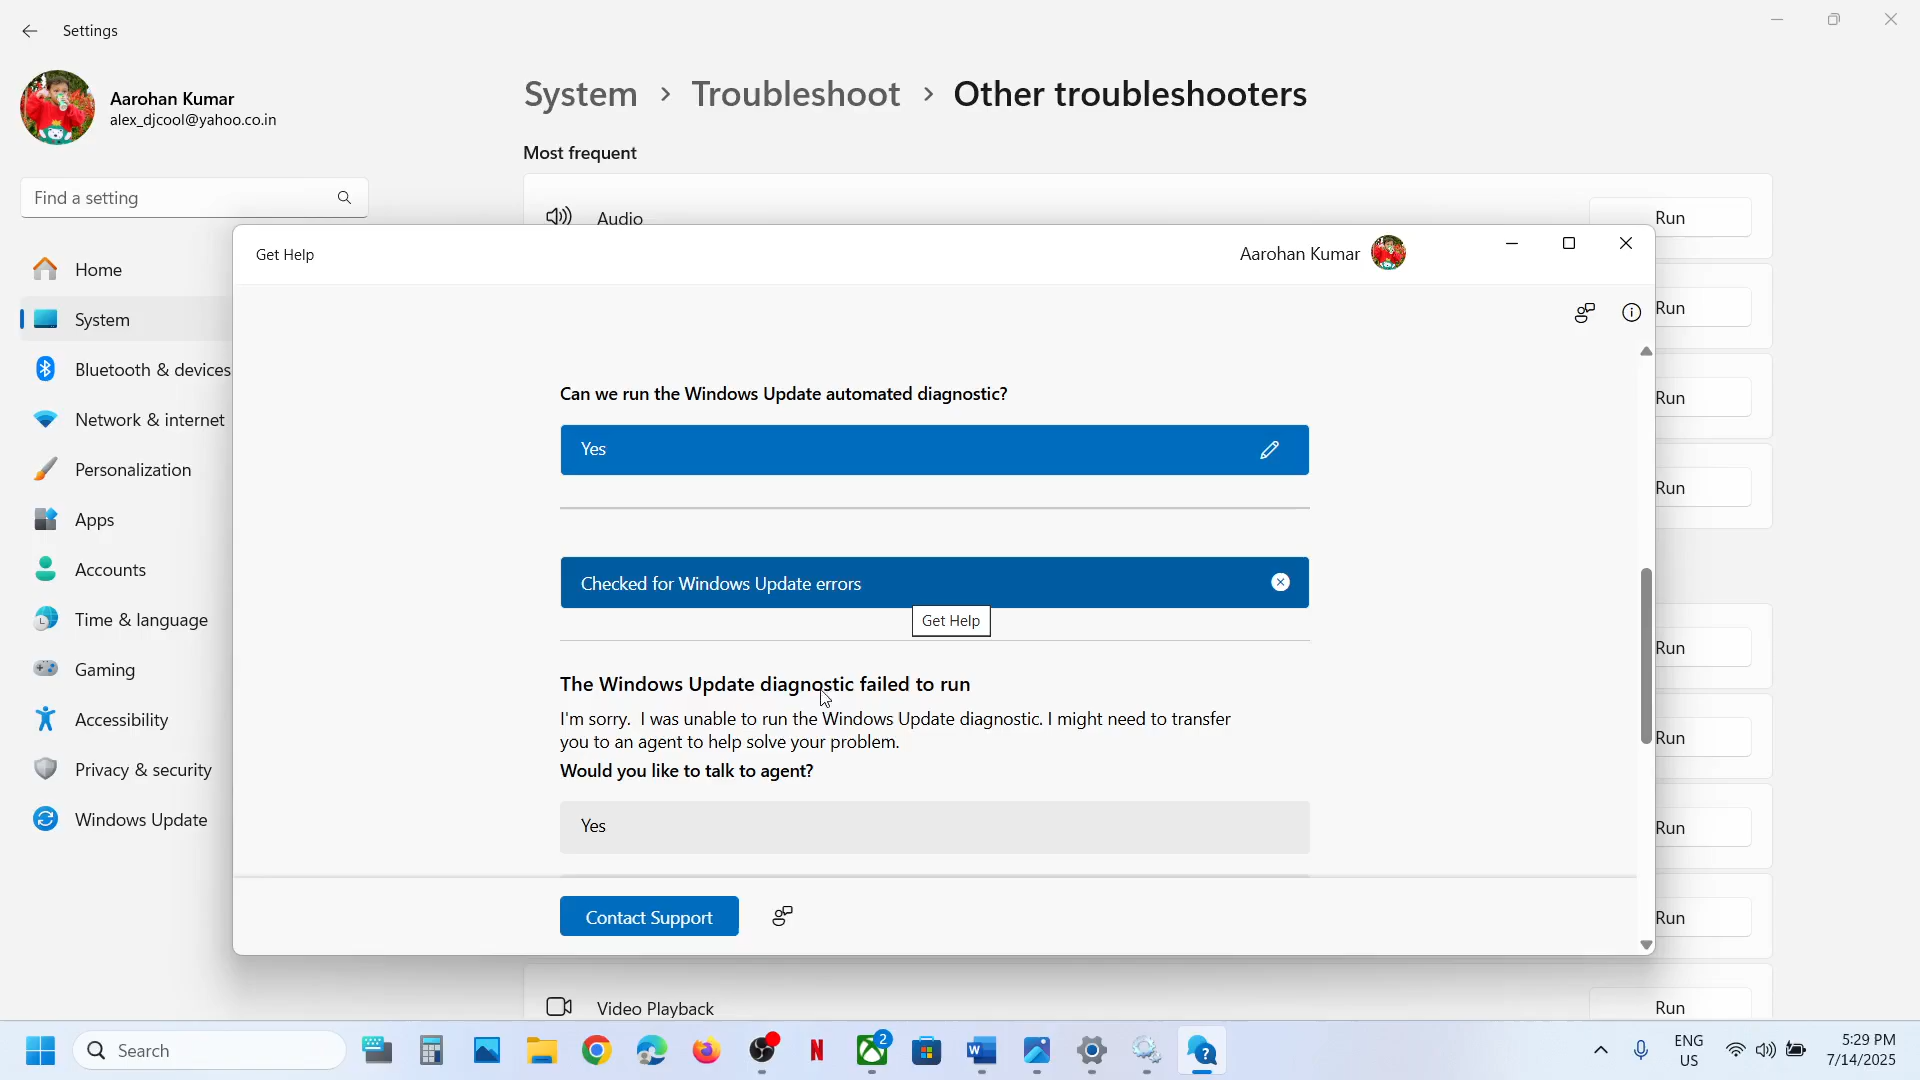 Settings
Aarohan Kumar
alex_djcool@yahoo.co.in
Find a setting
Home
System
Bluetooth & devices
Network & internet
Personalization
Apps
Accounts
Time & language
Gaming
Accessibility
Privacy & security
Windows Update
System > Troubleshoot > Other troubleshooters
Most frequent
Audio
Run
Run
Run
Run
Run
Run
Run
Run
Video Playback
Run
Get Help
Aarohan Kumar
Can we run the Windows Update automated diagnostic?
Yes
Checked for Windows Update errors
Get Help
The Windows Update diagnostic failed to run
I'm sorry. I was unable to run the Windows Update diagnostic. I might need to transfer
you to an agent to help solve your problem.
Would you like to talk to agent?
Yes
Contact Support
Search
2
ENG
US
5:29 PM
7/14/2025